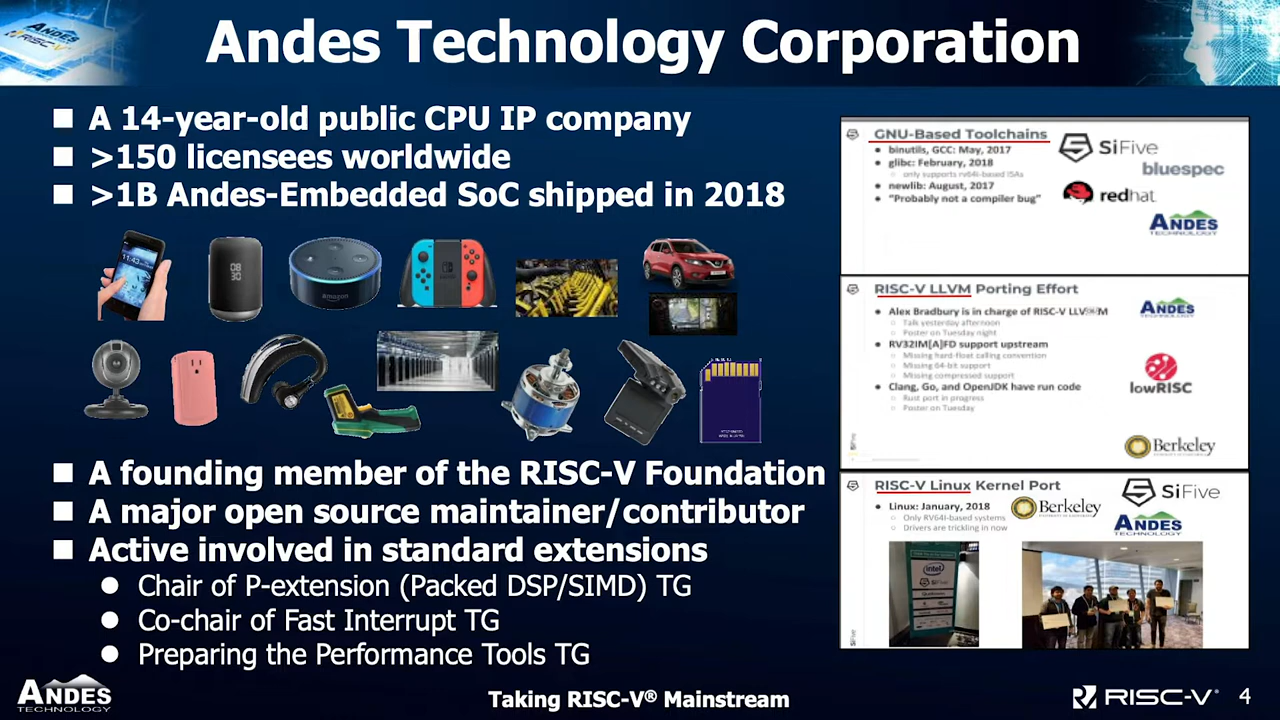 Andes Technology Corporation
A 14-year-old public CPU IP company
>150 licensees worldwide
>1B Andes-Embedded SoC shipped in 2018
A founding member of the RISC-V Foundation
A major open source maintainer/contributor
Active involved in standard extensions
Chair of P-extension (Packed DSP/SIMD) TG
Co-chair of Fast Interrupt TG
Preparing the Performance Tools TG
GNU-Based Toolchains
binutils, GCC: May, 2017
glibc: February, 2018
only supports rv64i-based ISAs
newlib: August, 2017
"Probably not a compiler bug"
SiFive
bluespec
redhat
ANDES
TECHNOLOGY
RISC-V LLVM Porting Effort
Alex Bradbury is in charge of RISC-V LLVM
Talk yesterday afternoon
Poster on Tuesday night
RV32IM[A]FD support upstream
Missing hard-float calling convention
Missing 64-bit support
Missing compressed support
Clang, Go, and OpenJDK have run code
Rust port in progress
Poster on Tuesday
ANDES
TECHNOLOGY
lowRISC
Berkeley
SiFive
RISC-V Linux Kernel Port
Linux: January, 2018
Only RV64I-based systems
Drivers are trickling in now
Berkeley
SiFive
ANDES
TECHNOLOGY
intel
SiFive
Qualcomm
SiFive
ANDES
TECHNOLOGY
Taking RISC-V® Mainstream
RISC-V®
4